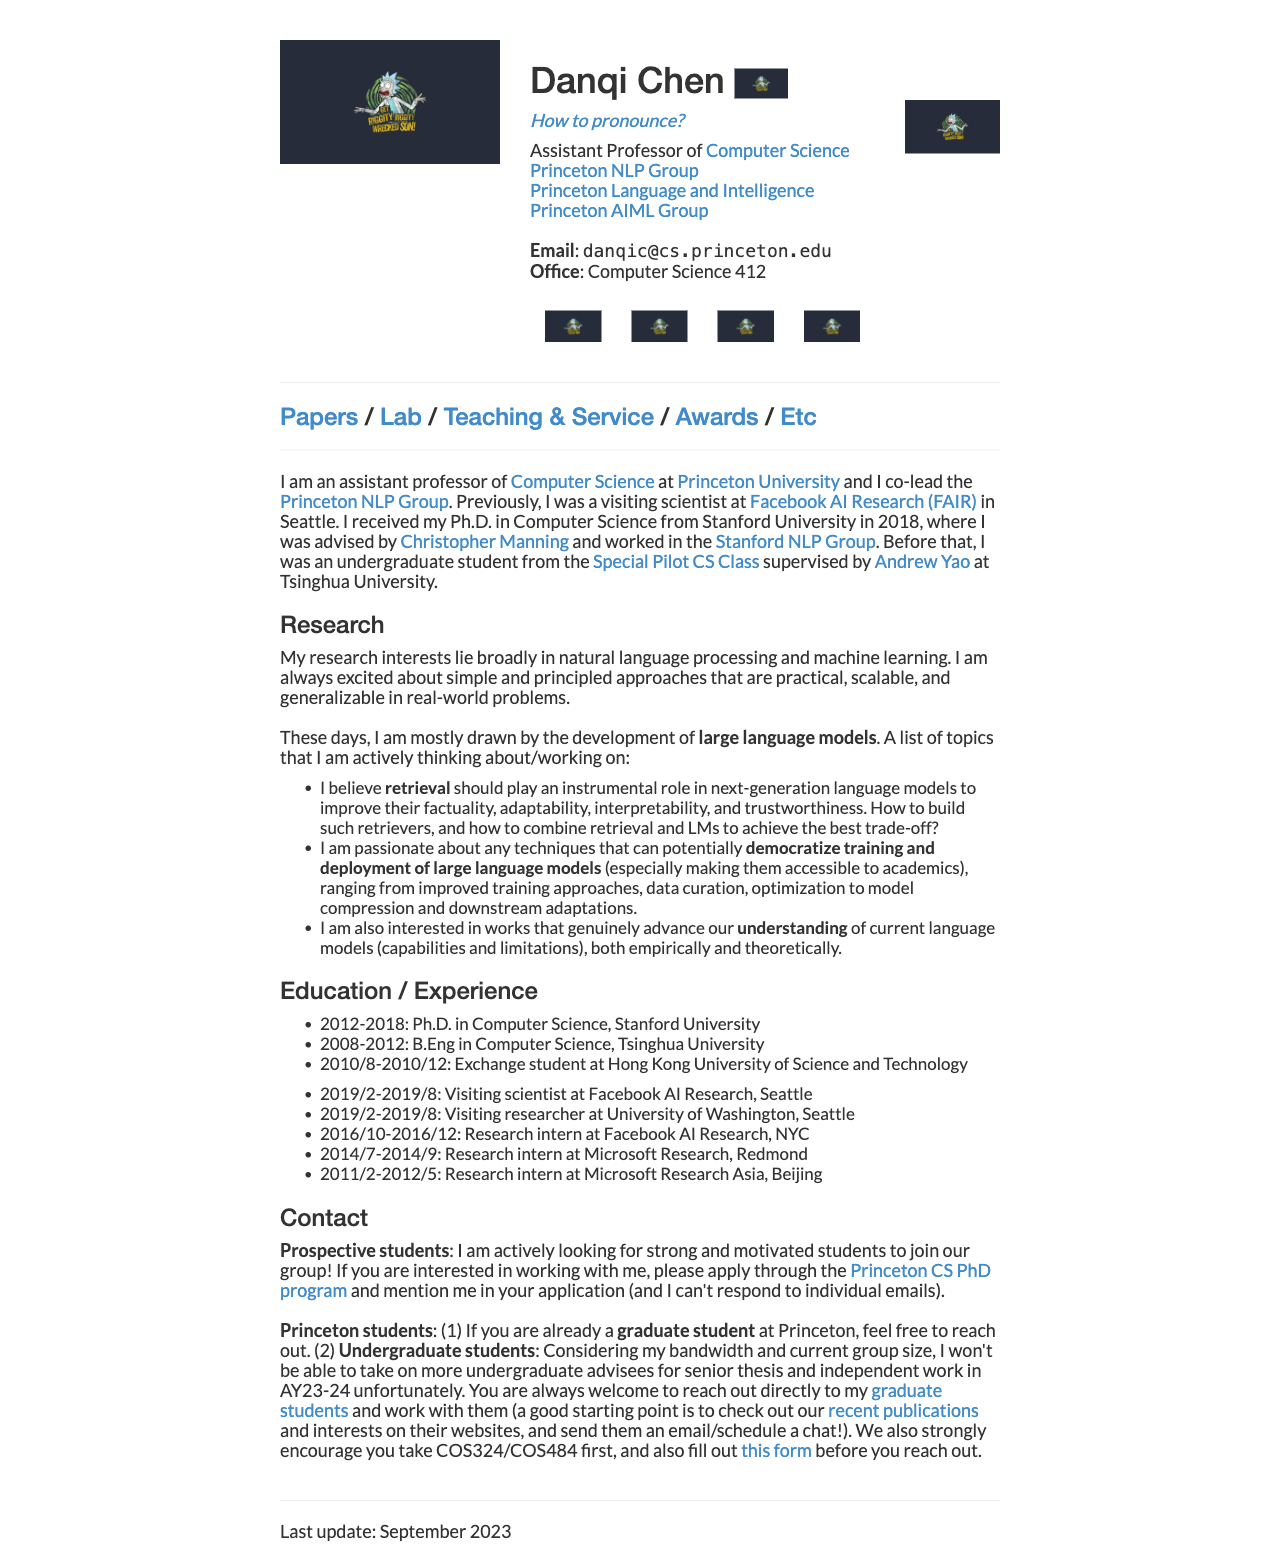 GET
RIGGITY RIGGITY
WRECKED SON!
Danqi Chen
How to pronounce?
Assistant Professor of Computer Science
Princeton NLP Group
Princeton Language and Intelligence
Princeton AIML Group
Email: danqic@cs.princeton.edu
Office: Computer Science 412
Papers / Lab / Teaching & Service / Awards / Etc
I am an assistant professor of Computer Science at Princeton University and I co-lead the
Princeton NLP Group. Previously, I was a visiting scientist at Facebook AI Research (FAIR) in
Seattle. I received my Ph.D. in Computer Science from Stanford University in 2018, where I
was advised by Christopher Manning and worked in the Stanford NLP Group. Before that, I
was an undergraduate student from the Special Pilot CS Class supervised by Andrew Yao at
Tsinghua University.
Research
My research interests lie broadly in natural language processing and machine learning. I am
always excited about simple and principled approaches that are practical, scalable, and
generalizable in real-world problems.
These days, I am mostly drawn by the development of large language models. A list of topics
that I am actively thinking about/working on:
• I believe retrieval should play an instrumental role in next-generation language models to
improve their factuality, adaptability, interpretability, and trustworthiness. How to build
such retrievers, and how to combine retrieval and LMs to achieve the best trade-off?
• I am passionate about any techniques that can potentially democratize training and
deployment of large language models (especially making them accessible to academics),
ranging from improved training approaches, data curation, optimization to model
compression and downstream adaptations.
• I am also interested in works that genuinely advance our understanding of current language
models (capabilities and limitations), both empirically and theoretically.
Education / Experience
• 2012-2018: Ph.D. in Computer Science, Stanford University
• 2008-2012: B.Eng in Computer Science, Tsinghua University
• 2010/8-2010/12: Exchange student at Hong Kong University of Science and Technology
• 2019/2-2019/8: Visiting scientist at Facebook AI Research, Seattle
• 2019/2-2019/8: Visiting researcher at University of Washington, Seattle
• 2016/10-2016/12: Research intern at Facebook AI Research, NYC
• 2014/7-2014/9: Research intern at Microsoft Research, Redmond
• 2011/2-2012/5: Research intern at Microsoft Research Asia, Beijing
Contact
Prospective students: I am actively looking for strong and motivated students to join our
group! If you are interested in working with me, please apply through the Princeton CS PhD
program and mention me in your application (and I can't respond to individual emails).
Princeton students: (1) If you are already a graduate student at Princeton, feel free to reach
out. (2) Undergraduate students: Considering my bandwidth and current group size, I won't
be able to take on more undergraduate advisees for senior thesis and independent work in
AY23-24 unfortunately. You are always welcome to reach out directly to my graduate
students and work with them (a good starting point is to check out our recent publications
and interests on their websites, and send them an email/schedule a chat!). We also strongly
encourage you take COS324/COS484 first, and also fill out this form before you reach out.
Last update: September 2023